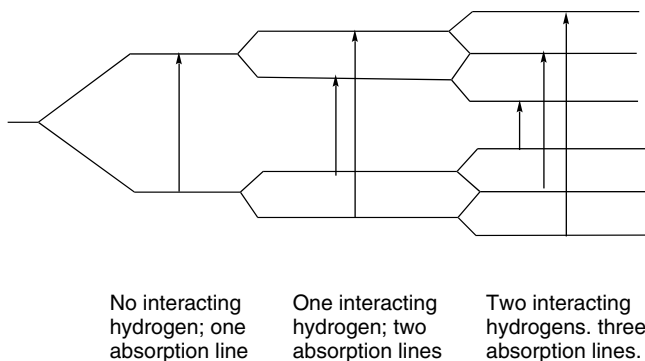 No interacting
hydrogen; one
absorption line
One interacting
hydrogen; two
absorption lines
Two interacting
hydrogens. three
absorption lines.